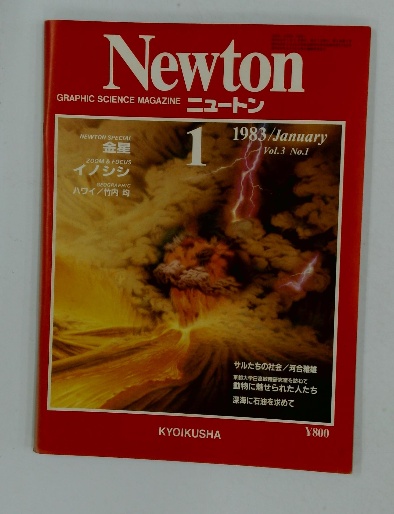 Newton
GRAPHIC SCIENCE MAGAZINE ニュートン
NEWTON SPECIAL
金星
ZOOM & FOCUS
イノシシ
GEOGRAPHIC
ハワイ／竹内 均
1
1983/January
Vol.3 No.1
サルたちの社会／河合雅雄
動物に魅せられた人たち
深海に石油を求めて
KYOIKUSHA
¥800